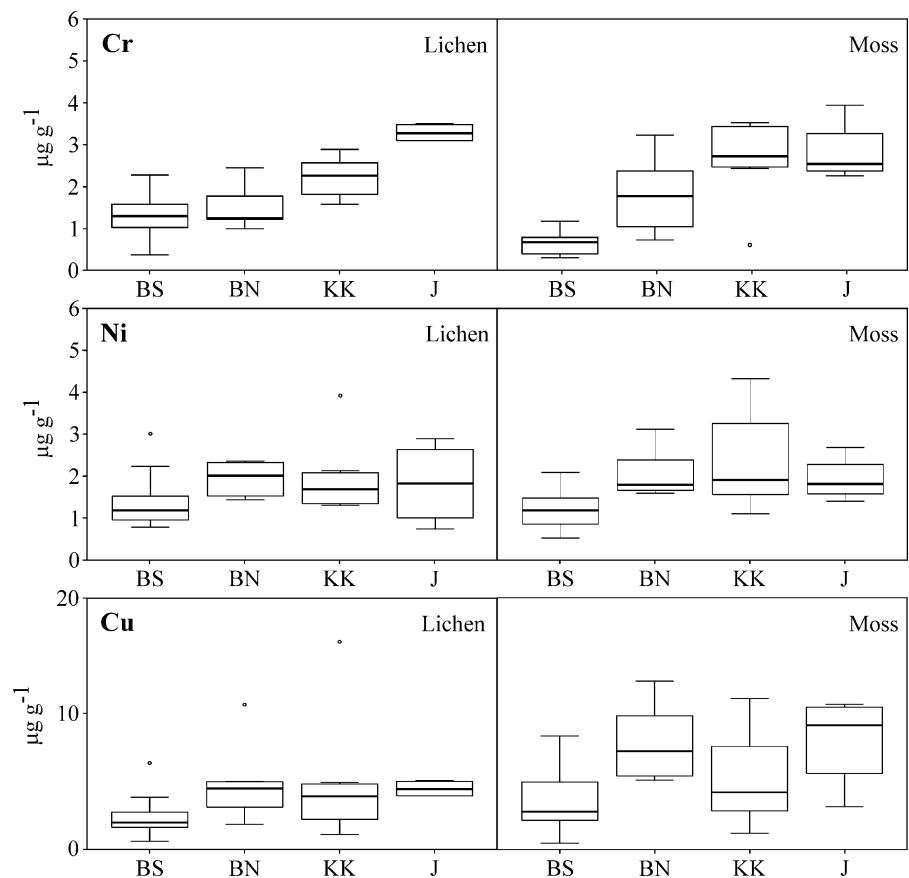 Cr Lichen Moss
6
5
4
3
2
1
0
µg g-1
BS BN KK J BS BN KK J
Ni Lichen Moss
6
5
4
3
2
1
0
µg g-1
BS BN KK J BS BN KK J
Cu Lichen Moss
20
10
0
µg g-1
BS BN KK J BS BN KK J